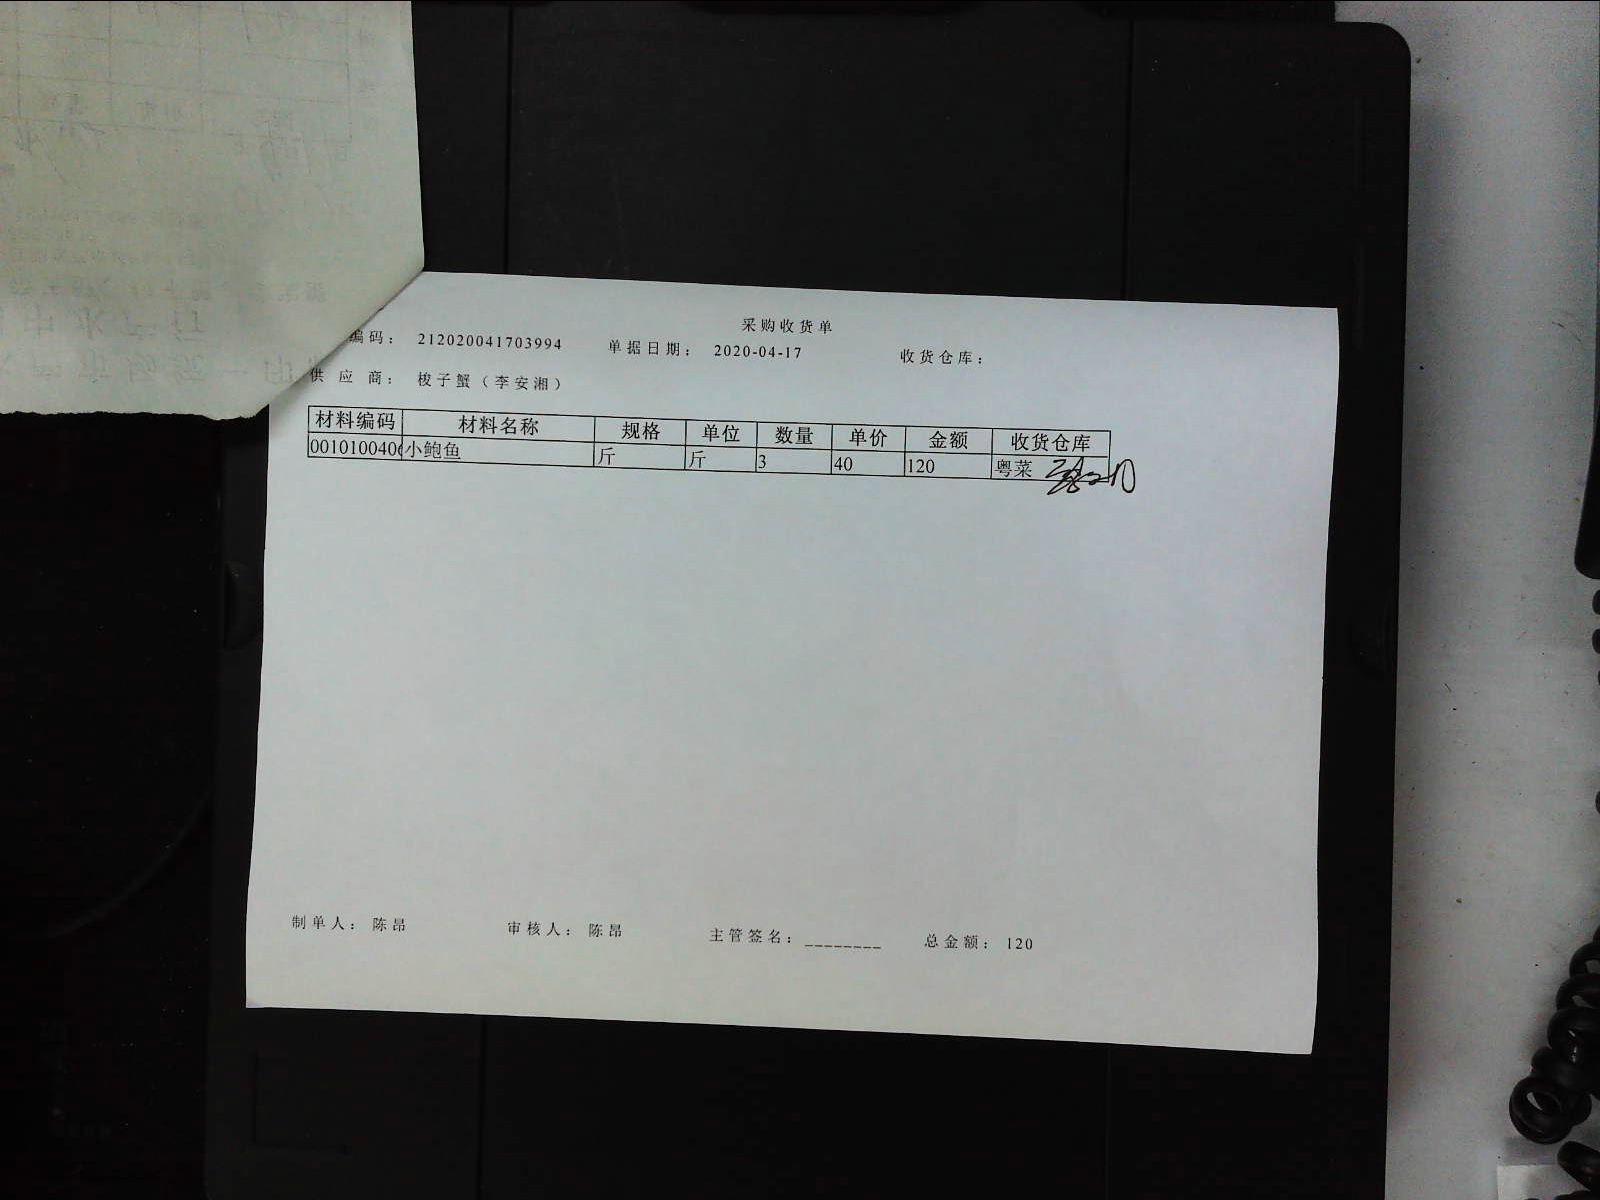 采购收货单
编码： 212020041703994 单据日期： 2020-04-17 收货仓库：
供应商： 梭子蟹（李安湘）
材料编码 材料名称 规格 单位 数量 单价 金额 收货仓库
001010040 小鲍鱼 斤 斤 3 40 120 粤菜
制单人： 陈昂 审核人： 陈昂 主管签名：________ 总金额： 120